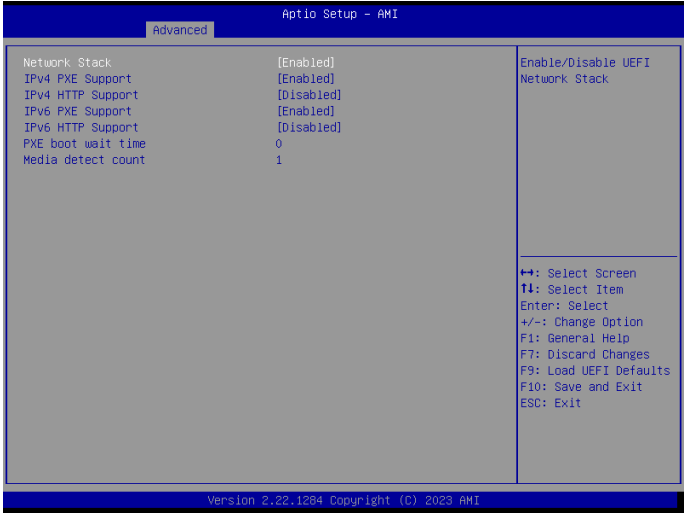 Aptio Setup - AMI
Advanced
Network Stack [Enabled]
IPv4 PXE Support [Enabled]
IPv4 HTTP Support [Disabled]
IPv6 PXE Support [Enabled]
IPv6 HTTP Support [Disabled]
PXE boot wait time 0
Media detect count 1
Enable/Disable UEFI
Network Stack
↔: Select Screen
↑↓: Select Item
Enter: Select
+/-: Change Option
F1: General Help
F7: Discard Changes
F9: Load UEFI Defaults
F10: Save and Exit
ESC: Exit
Version 2.22.1284 Copyright (C) 2023 AMI